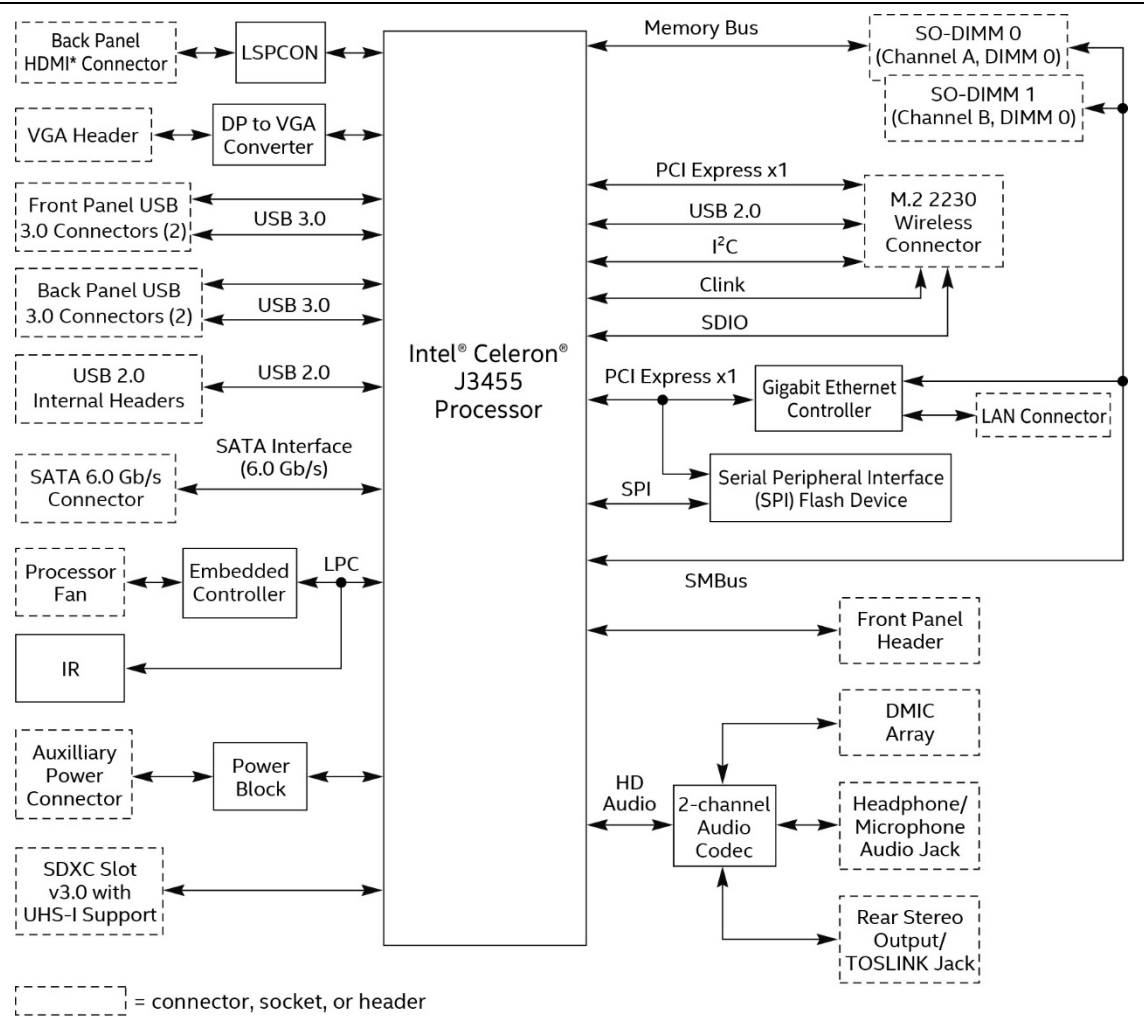 Back Panel
HDMI* Connector
LSPCON
VGA Header
DP to VGA
Converter
Front Panel USB
3.0 Connectors (2)
USB 3.0
Back Panel USB
3.0 Connectors (2)
USB 3.0
USB 2.0
Internal Headers
USB 2.0
SATA 6.0 Gb/s
Connector
SATA Interface
(6.0 Gb/s)
Processor
Fan
Embedded
Controller
LPC
IR
Auxilliary
Power
Connector
Power
Block
SDXC Slot
v3.0 with
UHS-I Support
Intel® Celeron®
J3455
Processor
Memory Bus
SO-DIMM 0
(Channel A, DIMM 0)
SO-DIMM 1
(Channel B, DIMM 0)
PCI Express x1
USB 2.0
I²C
Clink
SDIO
M.2 2230
Wireless
Connector
PCI Express x1
Gigabit Ethernet
Controller
LAN Connector
SPI
Serial Peripheral Interface
(SPI) Flash Device
SMBus
Front Panel
Header
DMIC
Array
HD
Audio
2-channel
Audio
Codec
Headphone/
Microphone
Audio Jack
Rear Stereo
Output/
TOSLINK Jack
= connector, socket, or header